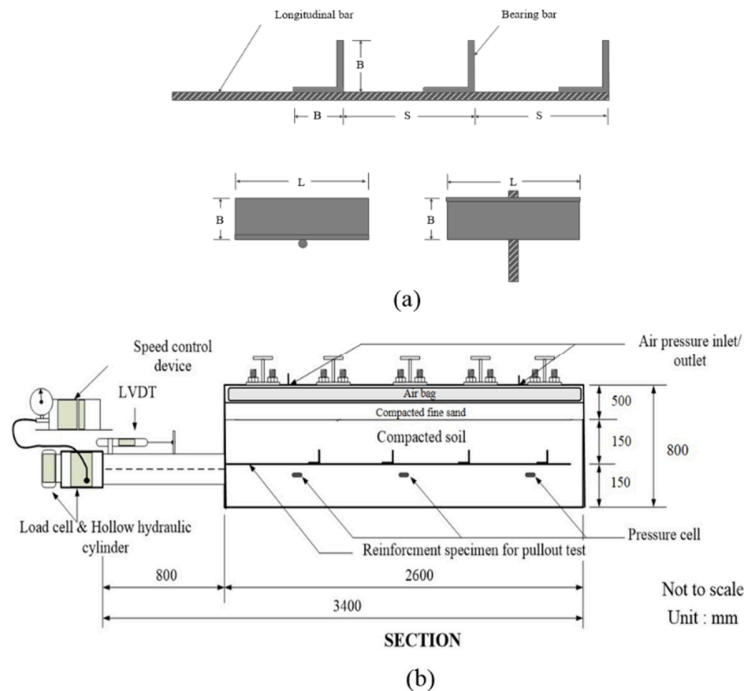 Longitudinal bar
Bearing bar
B
B
S
S
L
L
B
B
(a)
Speed control
device
LVDT
Air pressure inlet/
outlet
Air bag
Compacted fine sand
Compacted soil
500
150
800
150
Load cell & Hollow hydraulic
cylinder
Pressure cell
Reinforcment specimen for pullout test
800
2600
3400
Not to scale
Unit : mm
SECTION
(b)